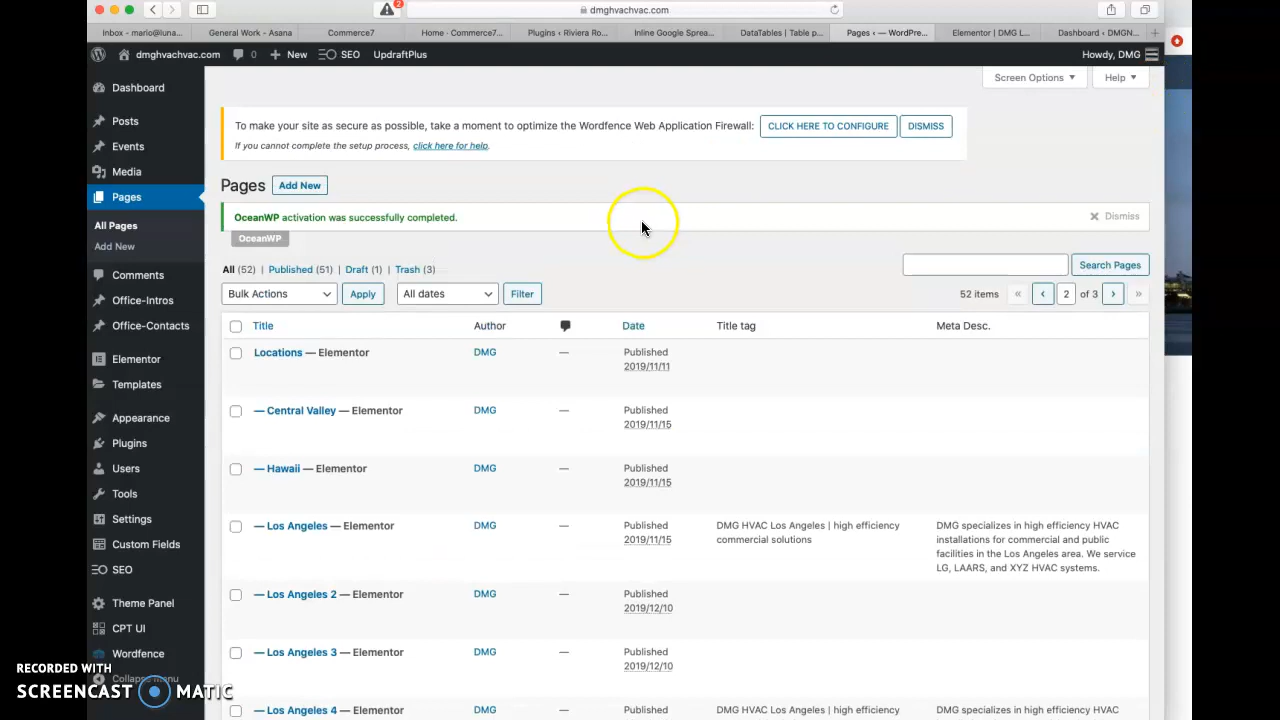 dmghvachvac.com
2
Inbox - mario@luna...
General Work - Asana
Commerce7
Home · Commerce7...
Plugins ‹ Riviera Ro...
Inline Google Sprea...
DataTables | Table p...
Pages ‹ — WordPre...
Elementor | DMG L...
Dashboard ‹ DMGN...
dmghvachvac.com 0 + New SEO UpdraftPlus Howdy, DMG
Screen Options ▼ Help ▼
Dashboard
Posts
Events
Media
Pages
All Pages
Add New
Comments
Office-Intros
Office-Contacts
Elementor
Templates
Appearance
Plugins
Users
Tools
Settings
Custom Fields
SEO
Theme Panel
CPT UI
Wordfence
Collapse menu
To make your site as secure as possible, take a moment to optimize the Wordfence Web Application Firewall: CLICK HERE TO CONFIGURE DISMISS
If you cannot complete the setup process, click here for help.
Pages Add New
OceanWP activation was successfully completed. Dismiss
OceanWP
All (52) | Published (51) | Draft (1) | Trash (3)
Search Pages
Bulk Actions Apply All dates Filter 52 items « ‹ 2 of 3 › »
Title Author Date Title tag Meta Desc.
Locations — Elementor DMG — Published
2019/11/11
— Central Valley — Elementor DMG — Published
2019/11/15
— Hawaii — Elementor DMG — Published
2019/11/15
— Los Angeles — Elementor DMG — Published DMG HVAC Los Angeles | high efficiency DMG specializes in high efficiency HVAC
2019/11/15 commercial solutions installations for commercial and public
facilities in the Los Angeles area. We service
LG, LAARS, and XYZ HVAC systems.
— Los Angeles 2 — Elementor DMG — Published
2019/12/10
— Los Angeles 3 — Elementor DMG — Published
2019/12/10
— Los Angeles 4 — Elementor DMG — Published DMG HVAC Los Angeles | high efficiency DMG specializes in high efficiency HVAC
RECORDED WITH
SCREENCAST MATIC